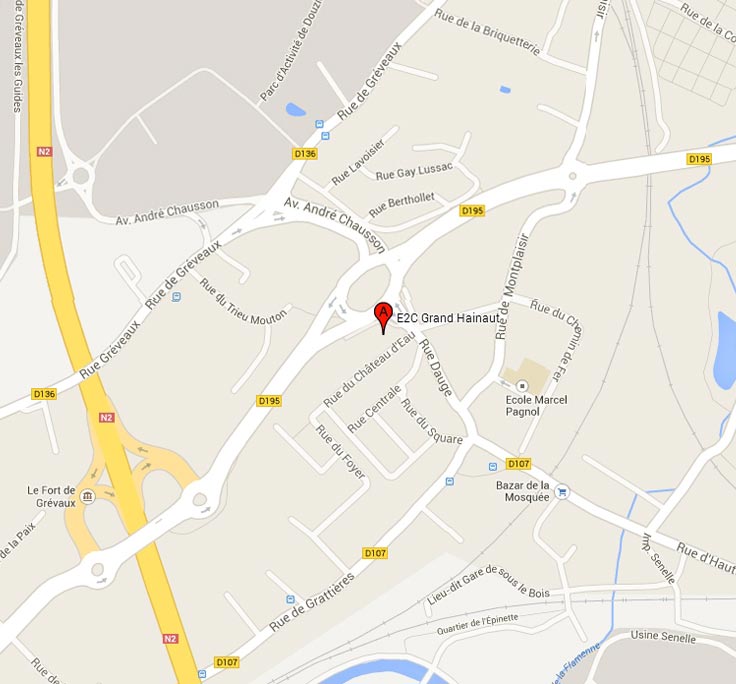 de Gréveaux les Guides
Parc d'Activité de Douzi
Rue de Gréveaux
Rue de la Briquetterie
aisir
Rue de la Co
N2
D136
D195
Rue Lavoisier
Rue Gay Lussac
Rue Berthollet
Av. André Chausson
Av. André Chausson
D195
Rue de Gréveaux
Rue du Trieu Mouton
Rue de Montplaisir
A
E2C Grand Hainaut
Rue du Chemin de Fer
Rue Gréveaux
Rue du Château d'Eau
Rue Dauge
D136
D195
Rue Centrale
Ecole Marcel
Pagnol
N2
Rue du Square
Rue du Foyer
D107
Le Fort de
Grévaux
Bazar de la
Mosquée
de la Paix
D107
Rue d'Haut
Imp. Senelle
Lieu-dit Gare de sous le Bois
Rue de Grattières
Quartier de l'Épinette
Usine Senelle
N2
de la Flamenne
D107
Rue de